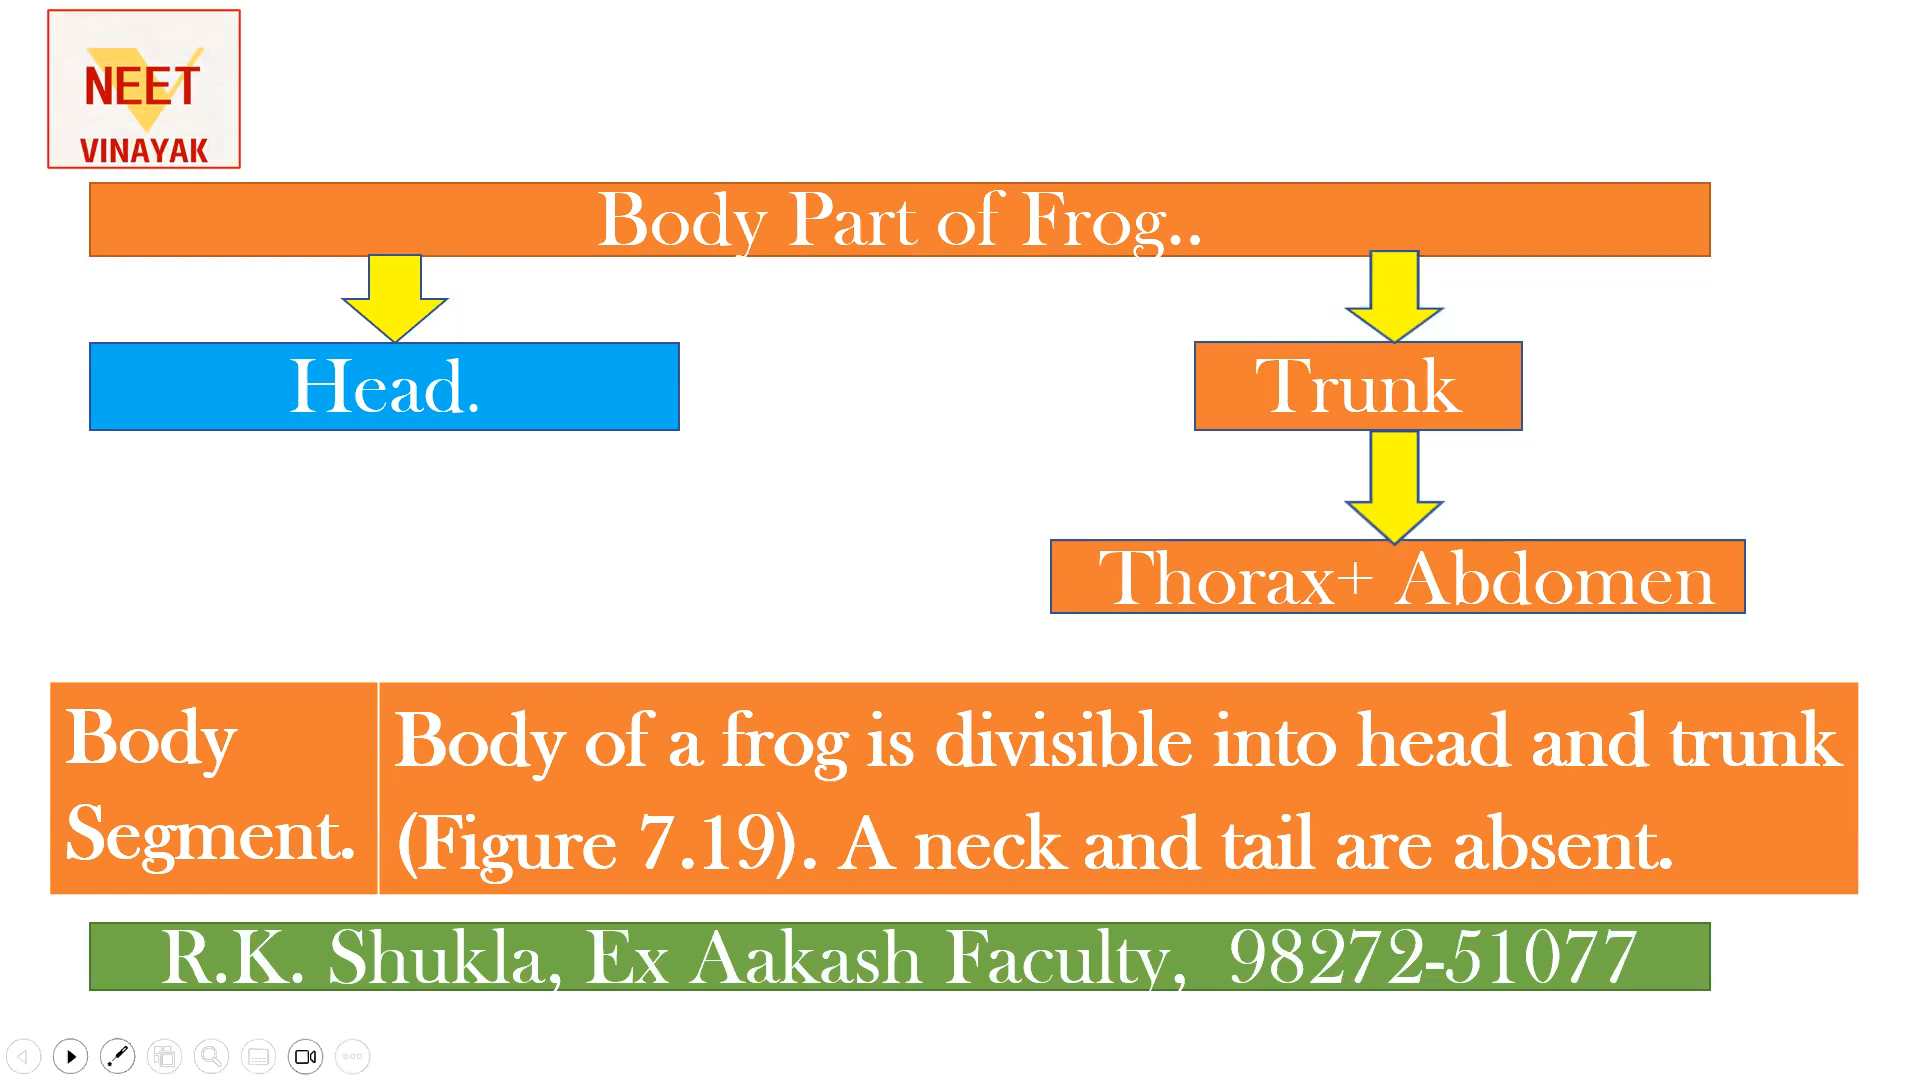 NEET
VINAYAK
Body Part of Frog..
Head.
Trunk
Thorax+ Abdomen
Body
Segment.
Body of a frog is divisible into head and trunk
(Figure 7.19). A neck and tail are absent.
R.K. Shukla, Ex Aakash Faculty, 98272-51077